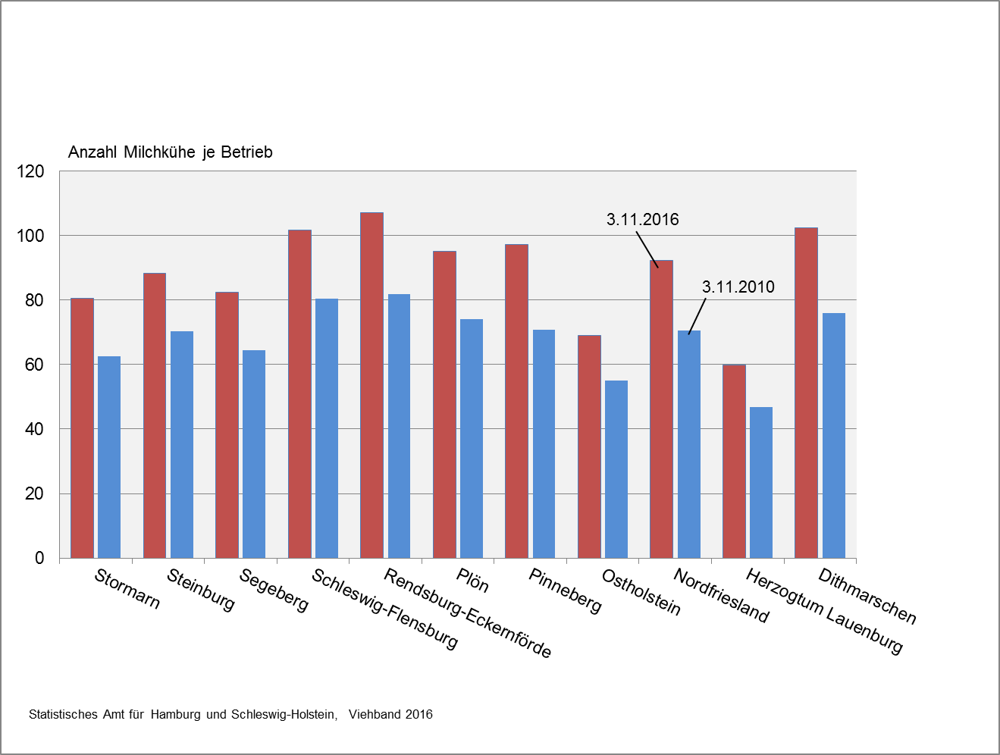 Anzahl Milchkühe je Betrieb
120
100
80
60
40
20
0
3.11.2016
3.11.2010
Stormarn
Steinburg
Segeberg
Schleswig-Flensburg
Rendsburg-Eckernförde
Plön
Pinneberg
Ostholstein
Nordfriesland
Herzogtum Lauenburg
Dithmarschen
Statistisches Amt für Hamburg und Schleswig-Holstein, Viehband 2016